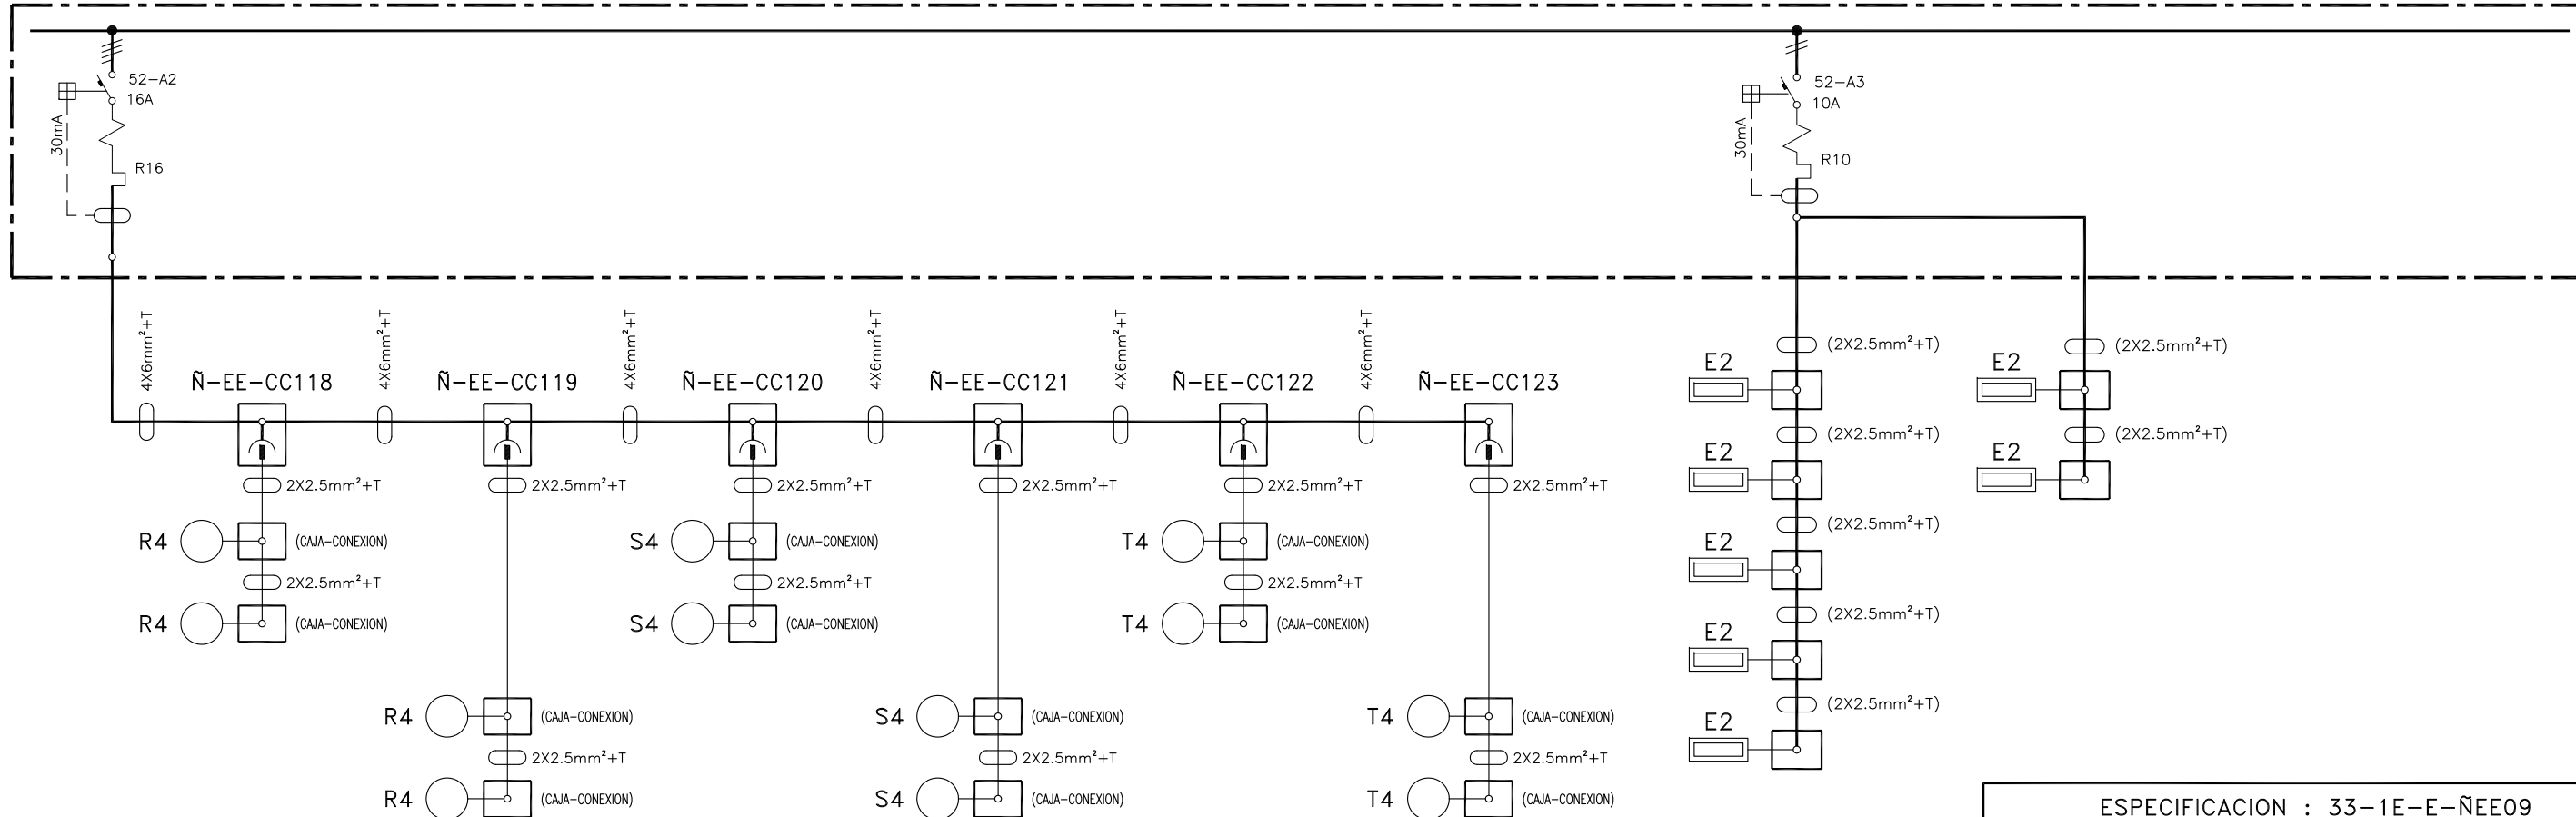 52-A2
16A
30mA
R16
52-A3
10A
30mA
R10
4X6mm²+T
4X6mm²+T
4X6mm²+T
4X6mm²+T
4X6mm²+T
4X6mm²+T
Ñ-EE-CC118
Ñ-EE-CC119
Ñ-EE-CC120
Ñ-EE-CC121
Ñ-EE-CC122
Ñ-EE-CC123
2X2.5mm²+T
2X2.5mm²+T
2X2.5mm²+T
2X2.5mm²+T
2X2.5mm²+T
2X2.5mm²+T
R4 (CAJA-CONEXION)
S4 (CAJA-CONEXION)
T4 (CAJA-CONEXION)
2X2.5mm²+T
2X2.5mm²+T
2X2.5mm²+T
R4 (CAJA-CONEXION)
S4 (CAJA-CONEXION)
T4 (CAJA-CONEXION)
R4 (CAJA-CONEXION)
S4 (CAJA-CONEXION)
T4 (CAJA-CONEXION)
2X2.5mm²+T
2X2.5mm²+T
2X2.5mm²+T
R4 (CAJA-CONEXION)
S4 (CAJA-CONEXION)
T4 (CAJA-CONEXION)
(2X2.5mm²+T)
E2
(2X2.5mm²+T)
E2
(2X2.5mm²+T)
E2
(2X2.5mm²+T)
E2
(2X2.5mm²+T)
E2
(2X2.5mm²+T)
E2
(2X2.5mm²+T)
E2
ESPECIFICACION : 33-1E-E-ÑEE09